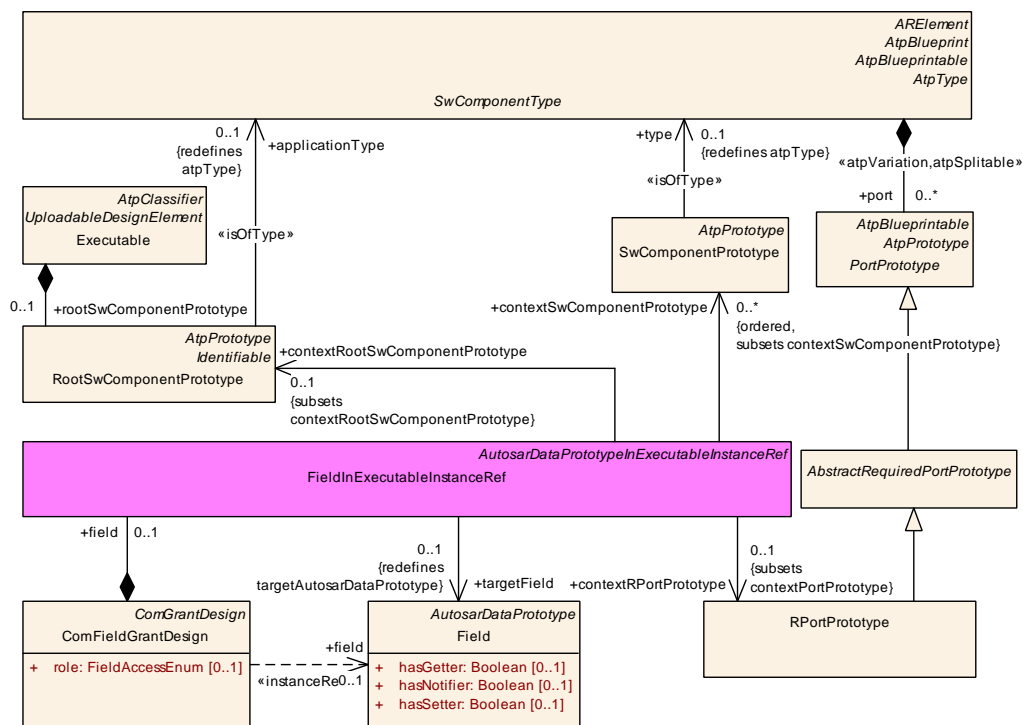 ARElement
AtpBlueprint
AtpBlueprintable
AtpType
SwComponentType
0..1
{redefines
atpType}
+applicationType
+type
0..1
{redefines atpType}
«atpVariation,atpSplitable»
+port
0..*
AtpClassifier
UploadableDesignElement
Executable
«isOfType»
«isOfType»
AtpPrototype
SwComponentPrototype
AtpBlueprintable
AtpPrototype
PortPrototype
0..1
+rootSwComponentPrototype
+contextSwComponentPrototype
0..*
{ordered,
subsets contextSwComponentPrototype}
AtpPrototype
Identifiable
RootSwComponentPrototype
+contextRootSwComponentPrototype
0..1
{subsets
contextRootSwComponentPrototype}
AutosarDataPrototypeInExecutableInstanceRef
FieldInExecutableInstanceRef
AbstractRequiredPortPrototype
+field
0..1
0..1
{redefines
targetAutosarDataPrototype}
+targetField
0..1
{subsets
contextPortPrototype}
+contextRPortPrototype
ComGrantDesign
ComFieldGrantDesign
+ role: FieldAccessEnum [0..1]
+field
«instanceRe
0..1
AutosarDataPrototype
Field
+ hasGetter: Boolean [0..1]
+ hasNotifier: Boolean [0..1]
+ hasSetter: Boolean [0..1]
RPortPrototype